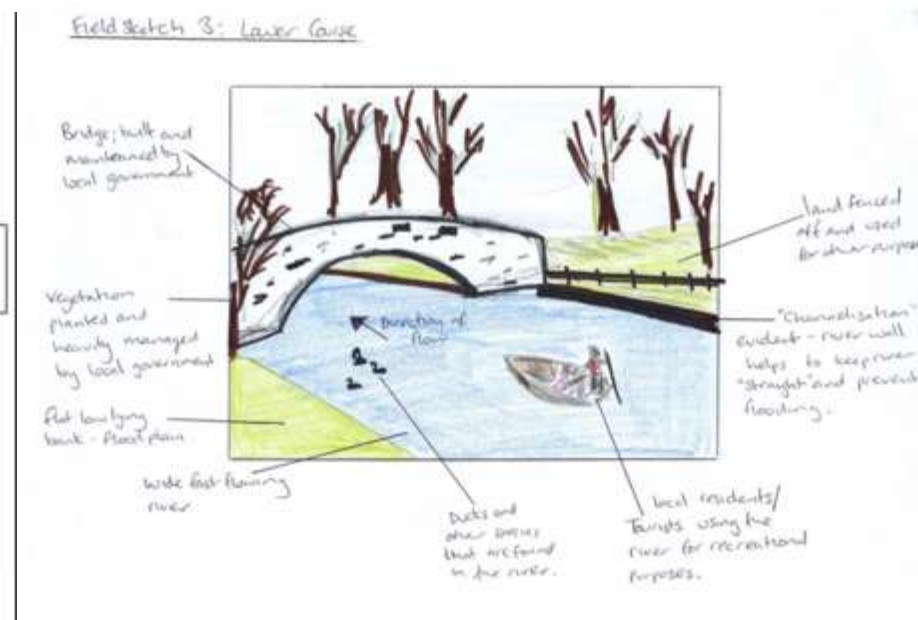 Field Sketch 3: Lower Course
Bridge; built and
maintained by
local government
Vegetation
planted and
heavily managed
by local government
flat low lying
bank - flood plain
wide fast flowing
river
Direction of
flow
Ducks and
other species
that are found
in the river.
local residents/
Tourists using the
river for recreational
purposes.
land fenced
off and used
for other purposes
"Channelisation"
evident - river wall
helps to keep river
"straight" and prevent
flooding.